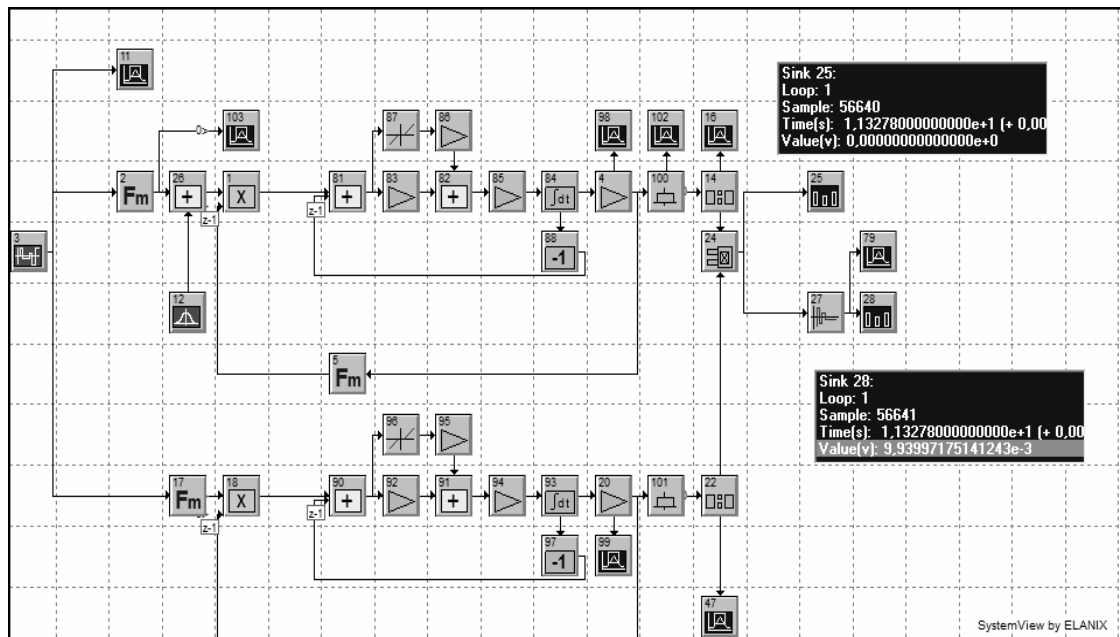 11
Sink 25:
Loop: 1
Sample: 56640
Time(s): 1,13278000000000e+1 (+ 0,00
Value(v): 0,00000000000000e+0
103
0>
87
86
98
102
16
2
Fm
26
+
1
X
81
+
83
82
+
85
84
∫dt
4
100
14
25
z-1
z-1
3
88
-1
24
79
12
27
28
5
Fm
Sink 28:
Loop: 1
Sample: 56641
Time(s): 1,13278000000000e+1 (+ 0,00
Value(v): 9,93997175141243e-3
96
95
17
Fm
18
X
90
+
92
91
+
94
93
∫dt
20
101
22
z-1
z-1
97
-1
99
47
SystemView by ELANIX